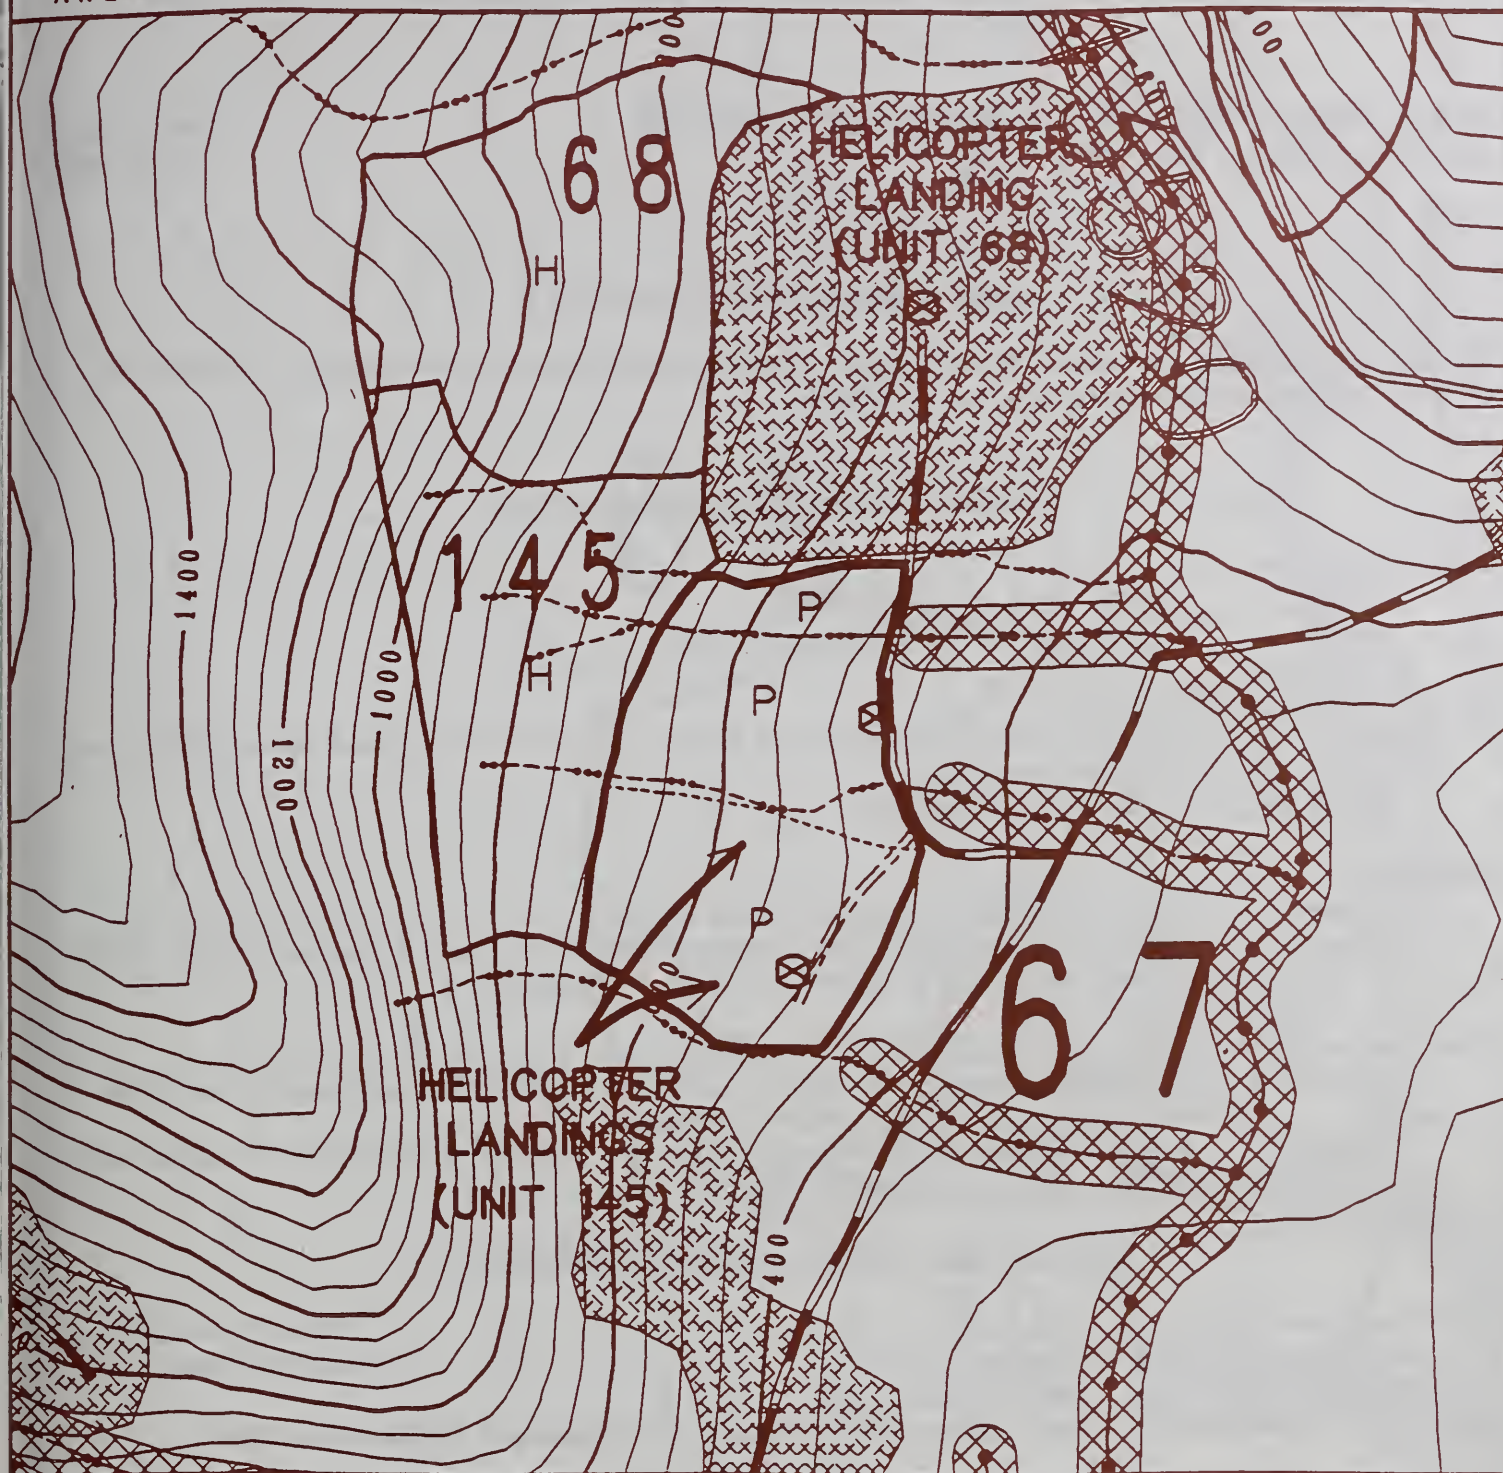 68
HELICOPTER
LANDING
(UNIT 68)
H
145
P
1400
1000
H
P
1200
P
67
HELICOPTER
LANDINGS
(UNIT 145)
400